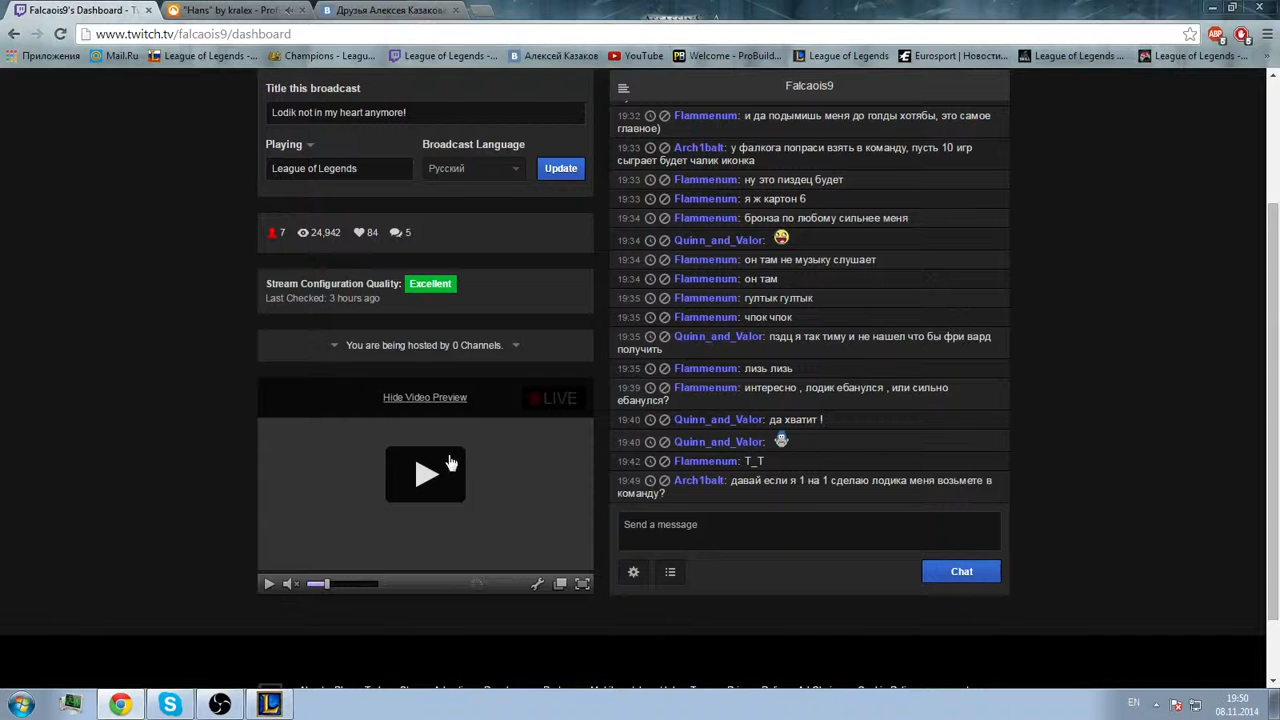 Falcaois9's Dashboard - Tw
"Hans" by kralex - Prof
Друзья Алексея Казакова
www.twitch.tv/falcaois9/dashboard
Приложения
Mail.Ru
League of Legends -...
Champions – Leagu...
League of Legends -...
Алексей Казаков
YouTube
Welcome - ProBuild...
League of Legends
Eurosport | Новости...
League of Legends ...
League of Legends -...
Title this broadcast
Lodik not in my heart anymore!
Playing
Broadcast Language
League of Legends
Русский
Update
7
24,942
84
5
Stream Configuration Quality: Excellent
Last Checked: 3 hours ago
You are being hosted by 0 Channels.
Hide Video Preview
LIVE
Falcaois9
19:32 Flammenum: и да подымишь меня до голды хотябы, это самое
главное)
19:33 Arch1balt: у фалкога попраси взять в команду, пусть 10 игр
сыграет будет чалик иконка
19:33 Flammenum: ну это пиздец будет
19:33 Flammenum: я ж картон 6
19:34 Flammenum: бронза по любому сильнее меня
19:34 Quinn_and_Valor:
19:34 Flammenum: он там не музыку слушает
19:34 Flammenum: он там
19:35 Flammenum: гултык гултык
19:35 Flammenum: чпок чпок
19:35 Quinn_and_Valor: пздц я так тиму и не нашел что бы фри вард
получить
19:35 Flammenum: лизь лизь
19:39 Flammenum: интересно , лодик ебанулся , или сильно
ебанулся?
19:40 Quinn_and_Valor: да хватит !
19:40 Quinn_and_Valor:
19:42 Flammenum: T_T
19:49 Arch1balt: давай если я 1 на 1 сделаю лодика меня возьмете в
команду?
Send a message
Chat
EN
19:50
08.11.2014